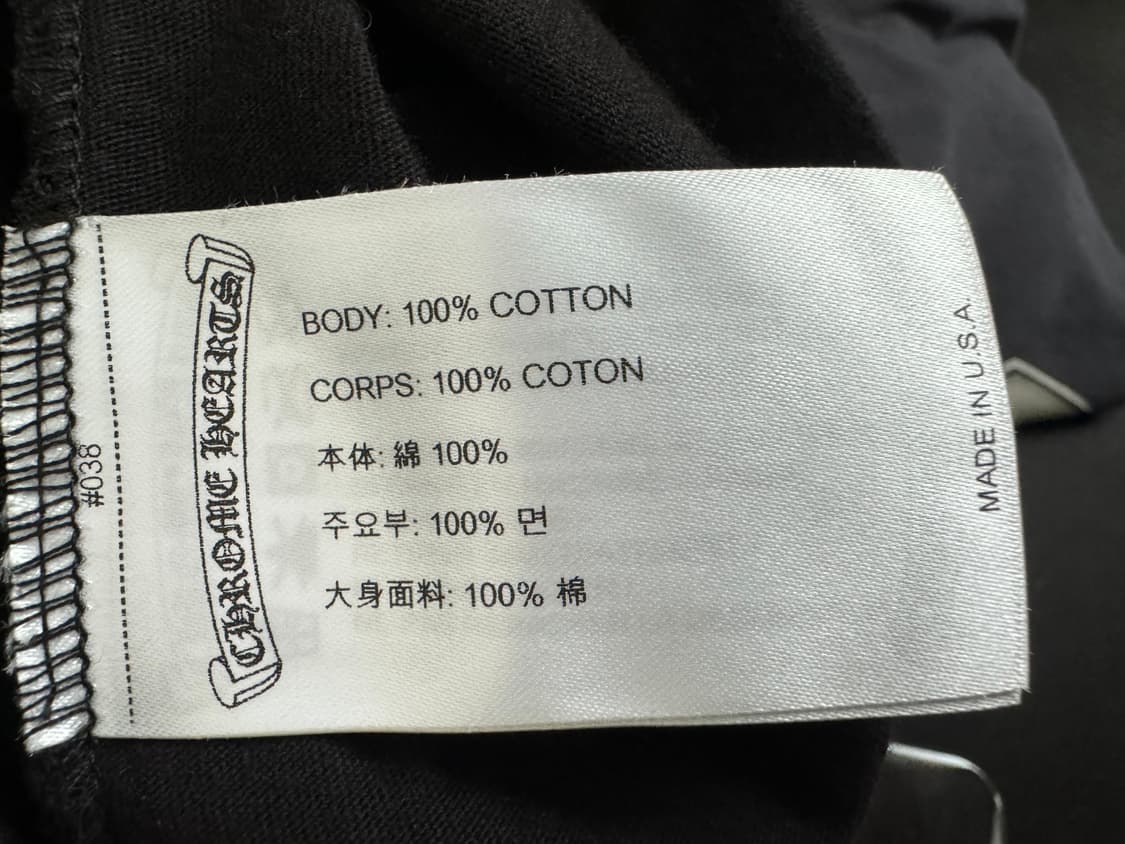 #038
CHROME HEARTS
BODY: 100% COTTON
CORPS: 100% COTON
本体: 綿 100%
주요부: 100% 면
大身面料: 100% 棉
MADE IN U.S.A